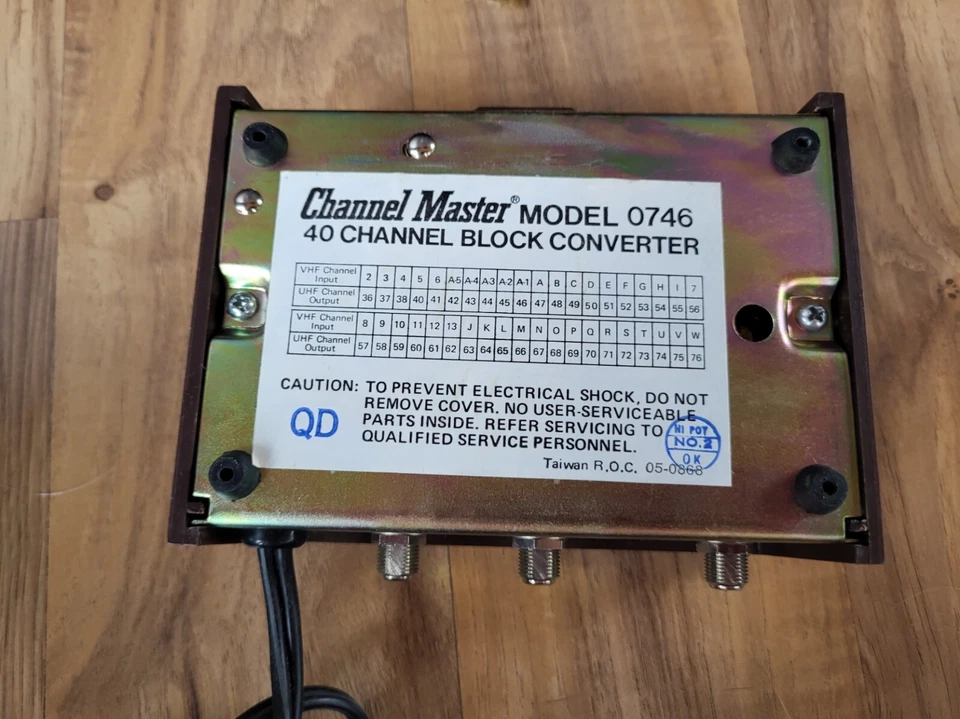 Channel Master® MODEL 0746
40 CHANNEL BLOCK CONVERTER
VHF Channel Input 2 3 4 5 6 A-5 A-4 A-3 A-2 A-1 A B C D E F G H I 7
UHF Channel Output 36 37 38 40 41 42 43 44 45 46 47 48 49 50 51 52 53 54 55 56
VHF Channel Input 8 9 10 11 12 13 J K L M N O P Q R S T U V W
UHF Channel Output 57 58 59 60 61 62 63 64 65 66 67 68 69 70 71 72 73 74 75 76
CAUTION: TO PREVENT ELECTRICAL SHOCK, DO NOT
REMOVE COVER. NO USER-SERVICEABLE
PARTS INSIDE. REFER SERVICING TO
QUALIFIED SERVICE PERSONNEL.
QD
HI POT
NO.2
OK
Taiwan R.O.C. 05-0868